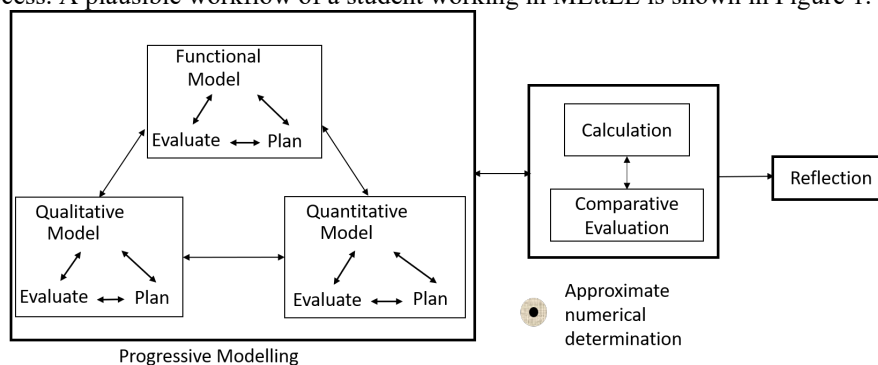 cess. A plausible workflow of a student working in MEttLE is shown in Figure 1.
Functional
Model
Evaluate
Plan
Qualitative
Model
Evaluate
Plan
Quantitative
Model
Evaluate
Plan
Progressive Modelling
Calculation
Comparative
Evaluation
Approximate
numerical
determination
Reflection